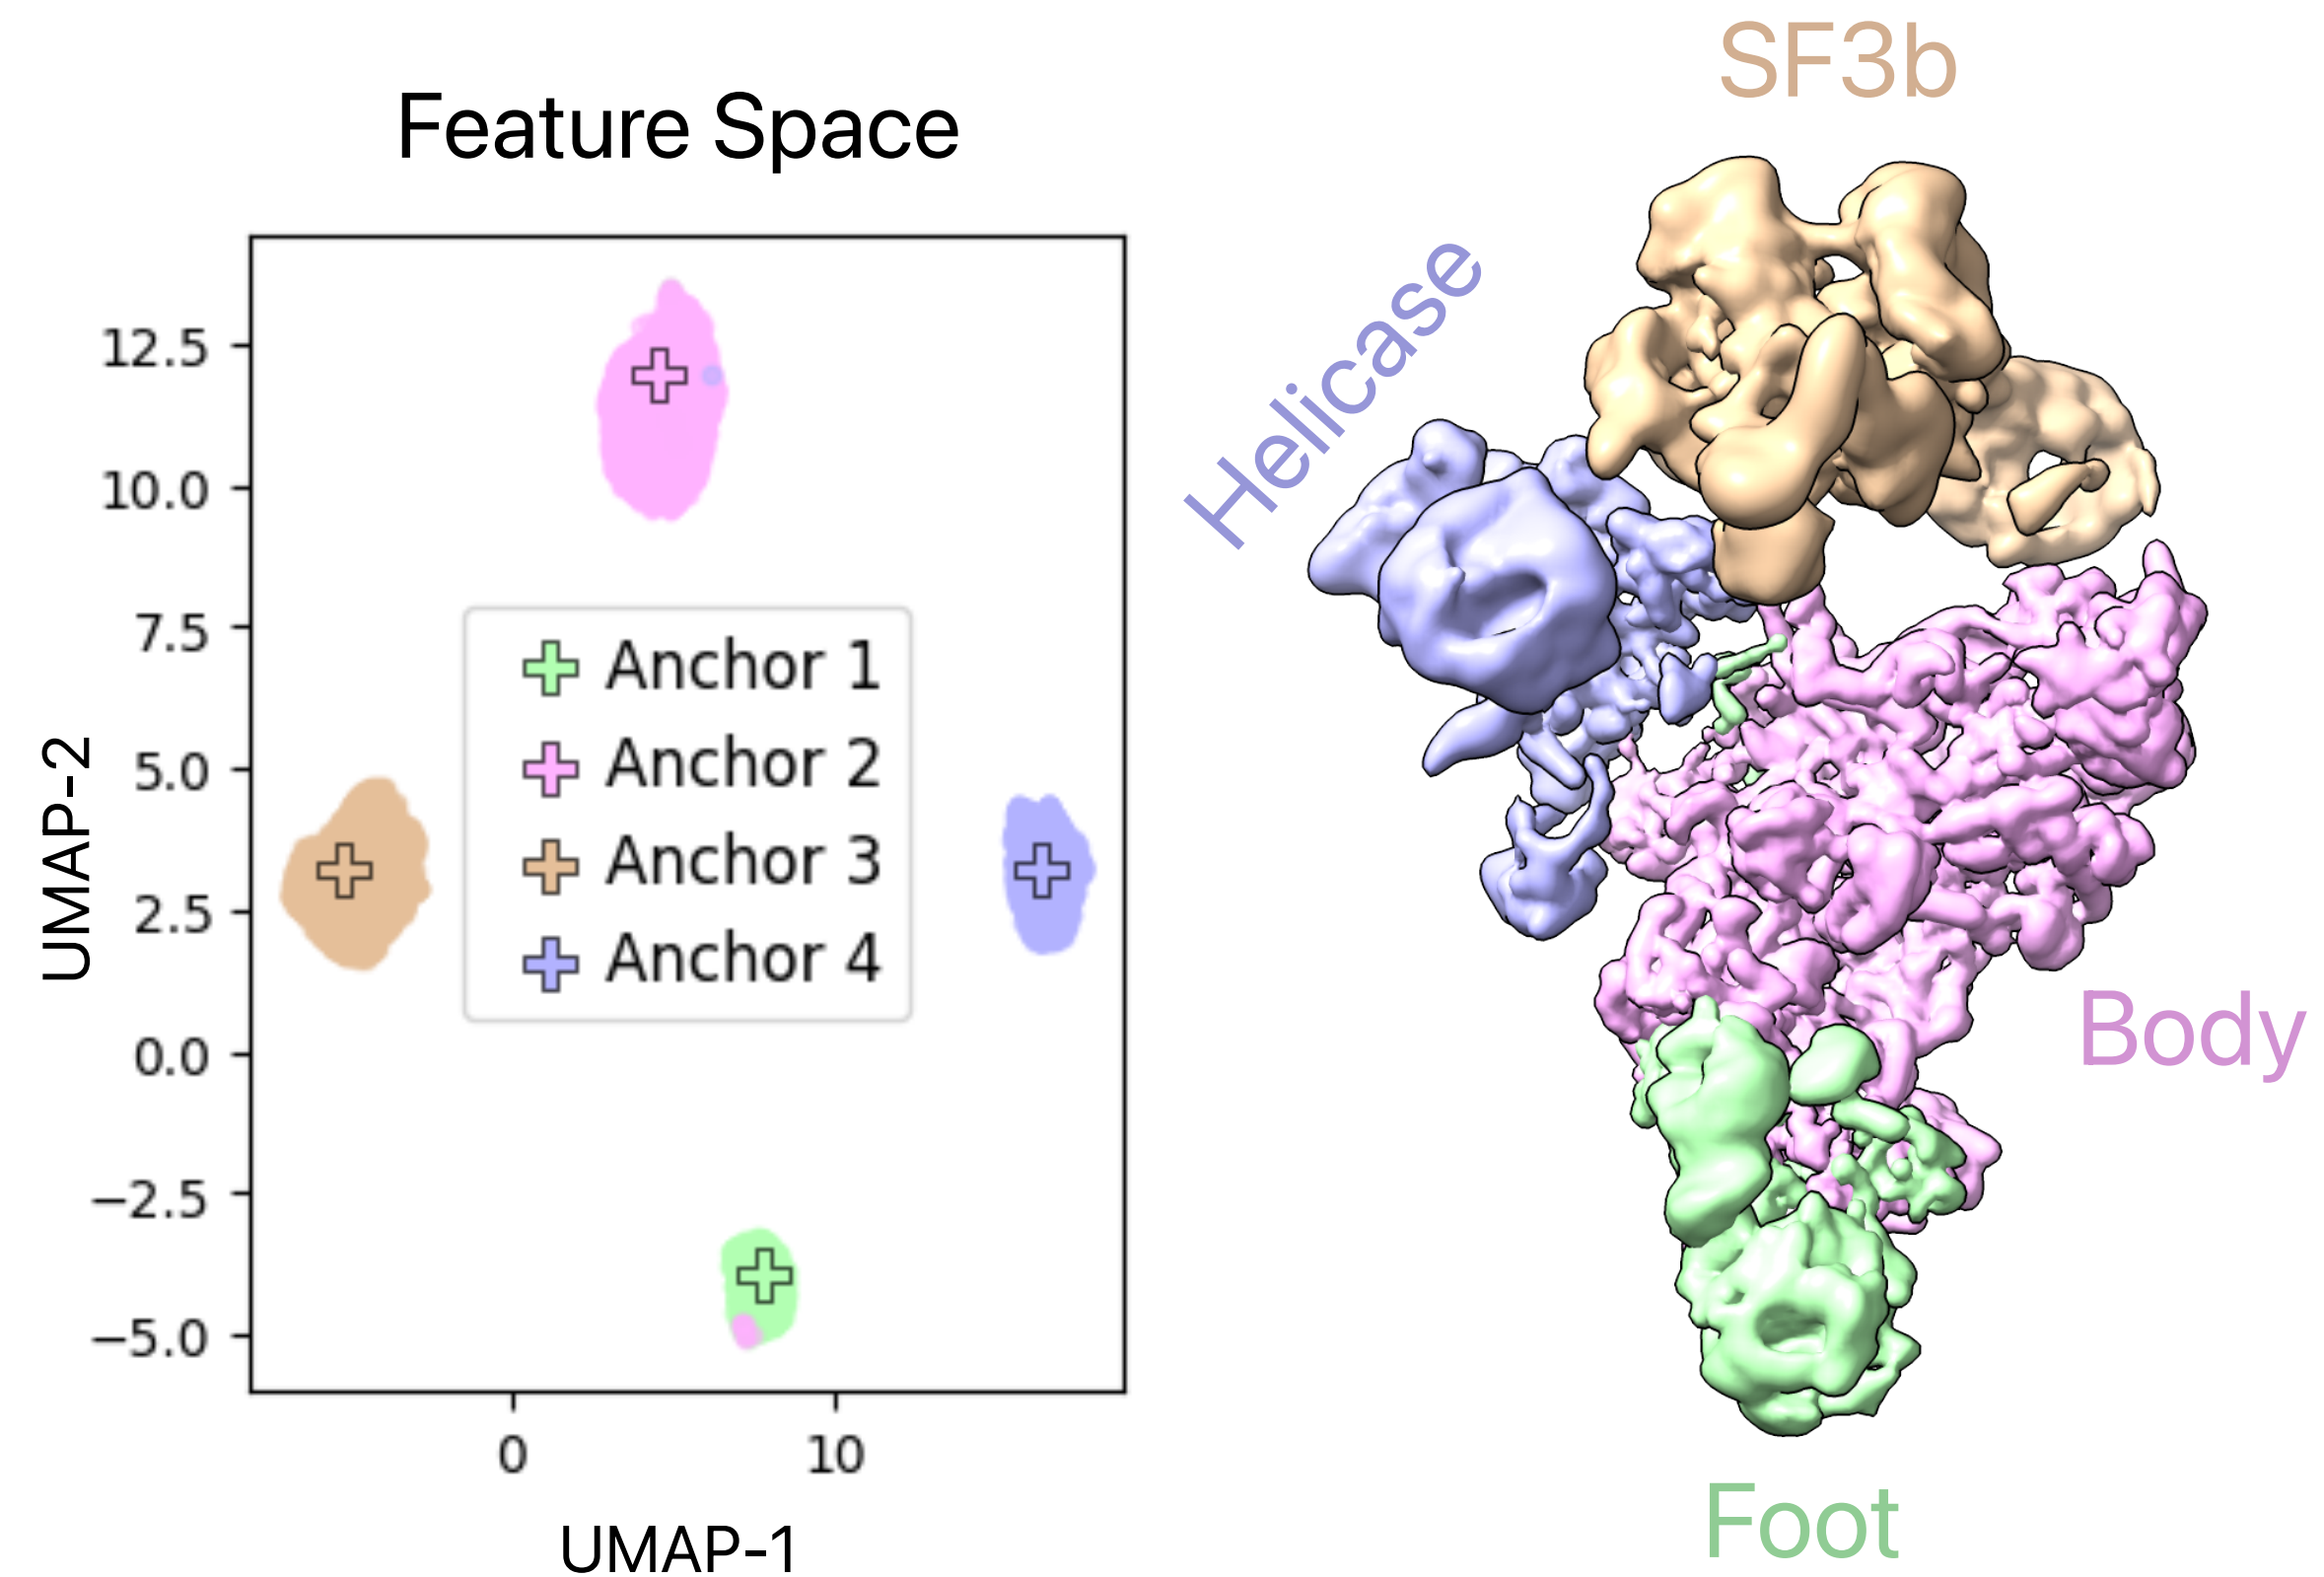 Feature Space
12.5
10.0
7.5
5.0
2.5
0.0
−2.5
−5.0
UMAP-2
Anchor 1
Anchor 2
Anchor 3
Anchor 4
0
10
UMAP-1
SF3b
Helicase
Body
Foot